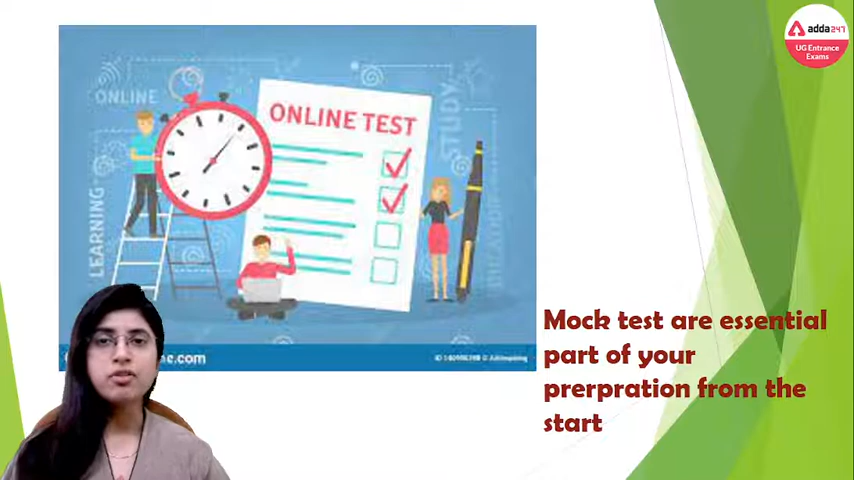 adda247
UG Entrance
Exams
ONLINE
ONLINE TEST
STUDY
LEARNING
Mock test are essential
part of your
prerpration from the
start